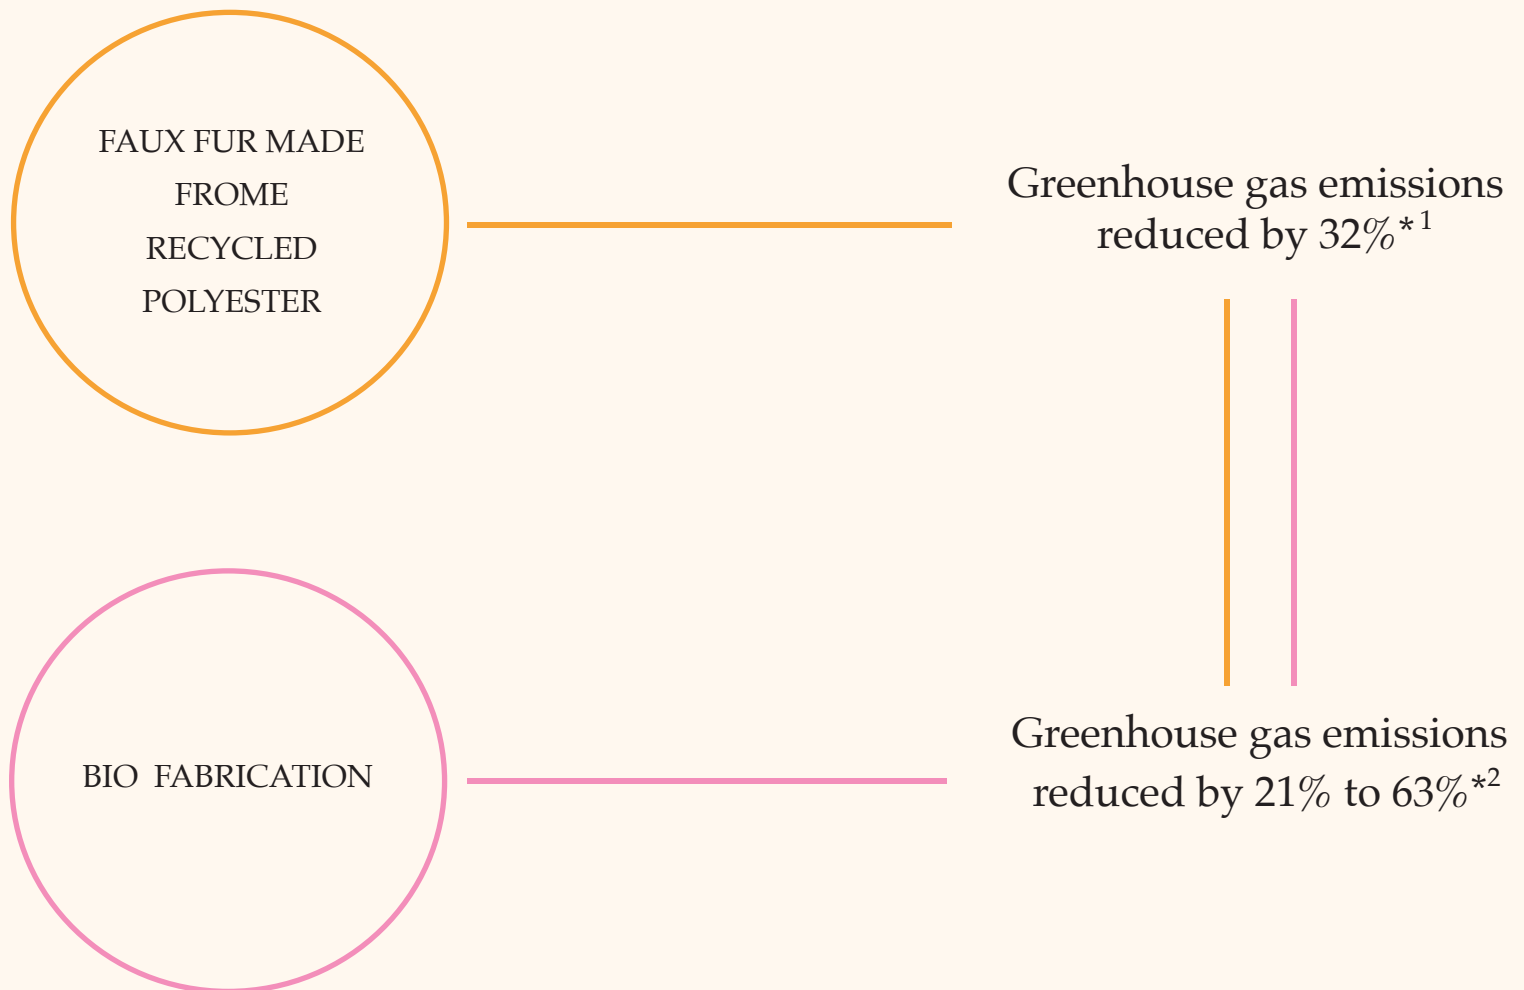 FAUX FUR MADE
FROME
RECYCLED
POLYESTER
Greenhouse gas emissions
reduced by 32%*1
BIO FABRICATION
Greenhouse gas emissions
reduced by 21% to 63%*2